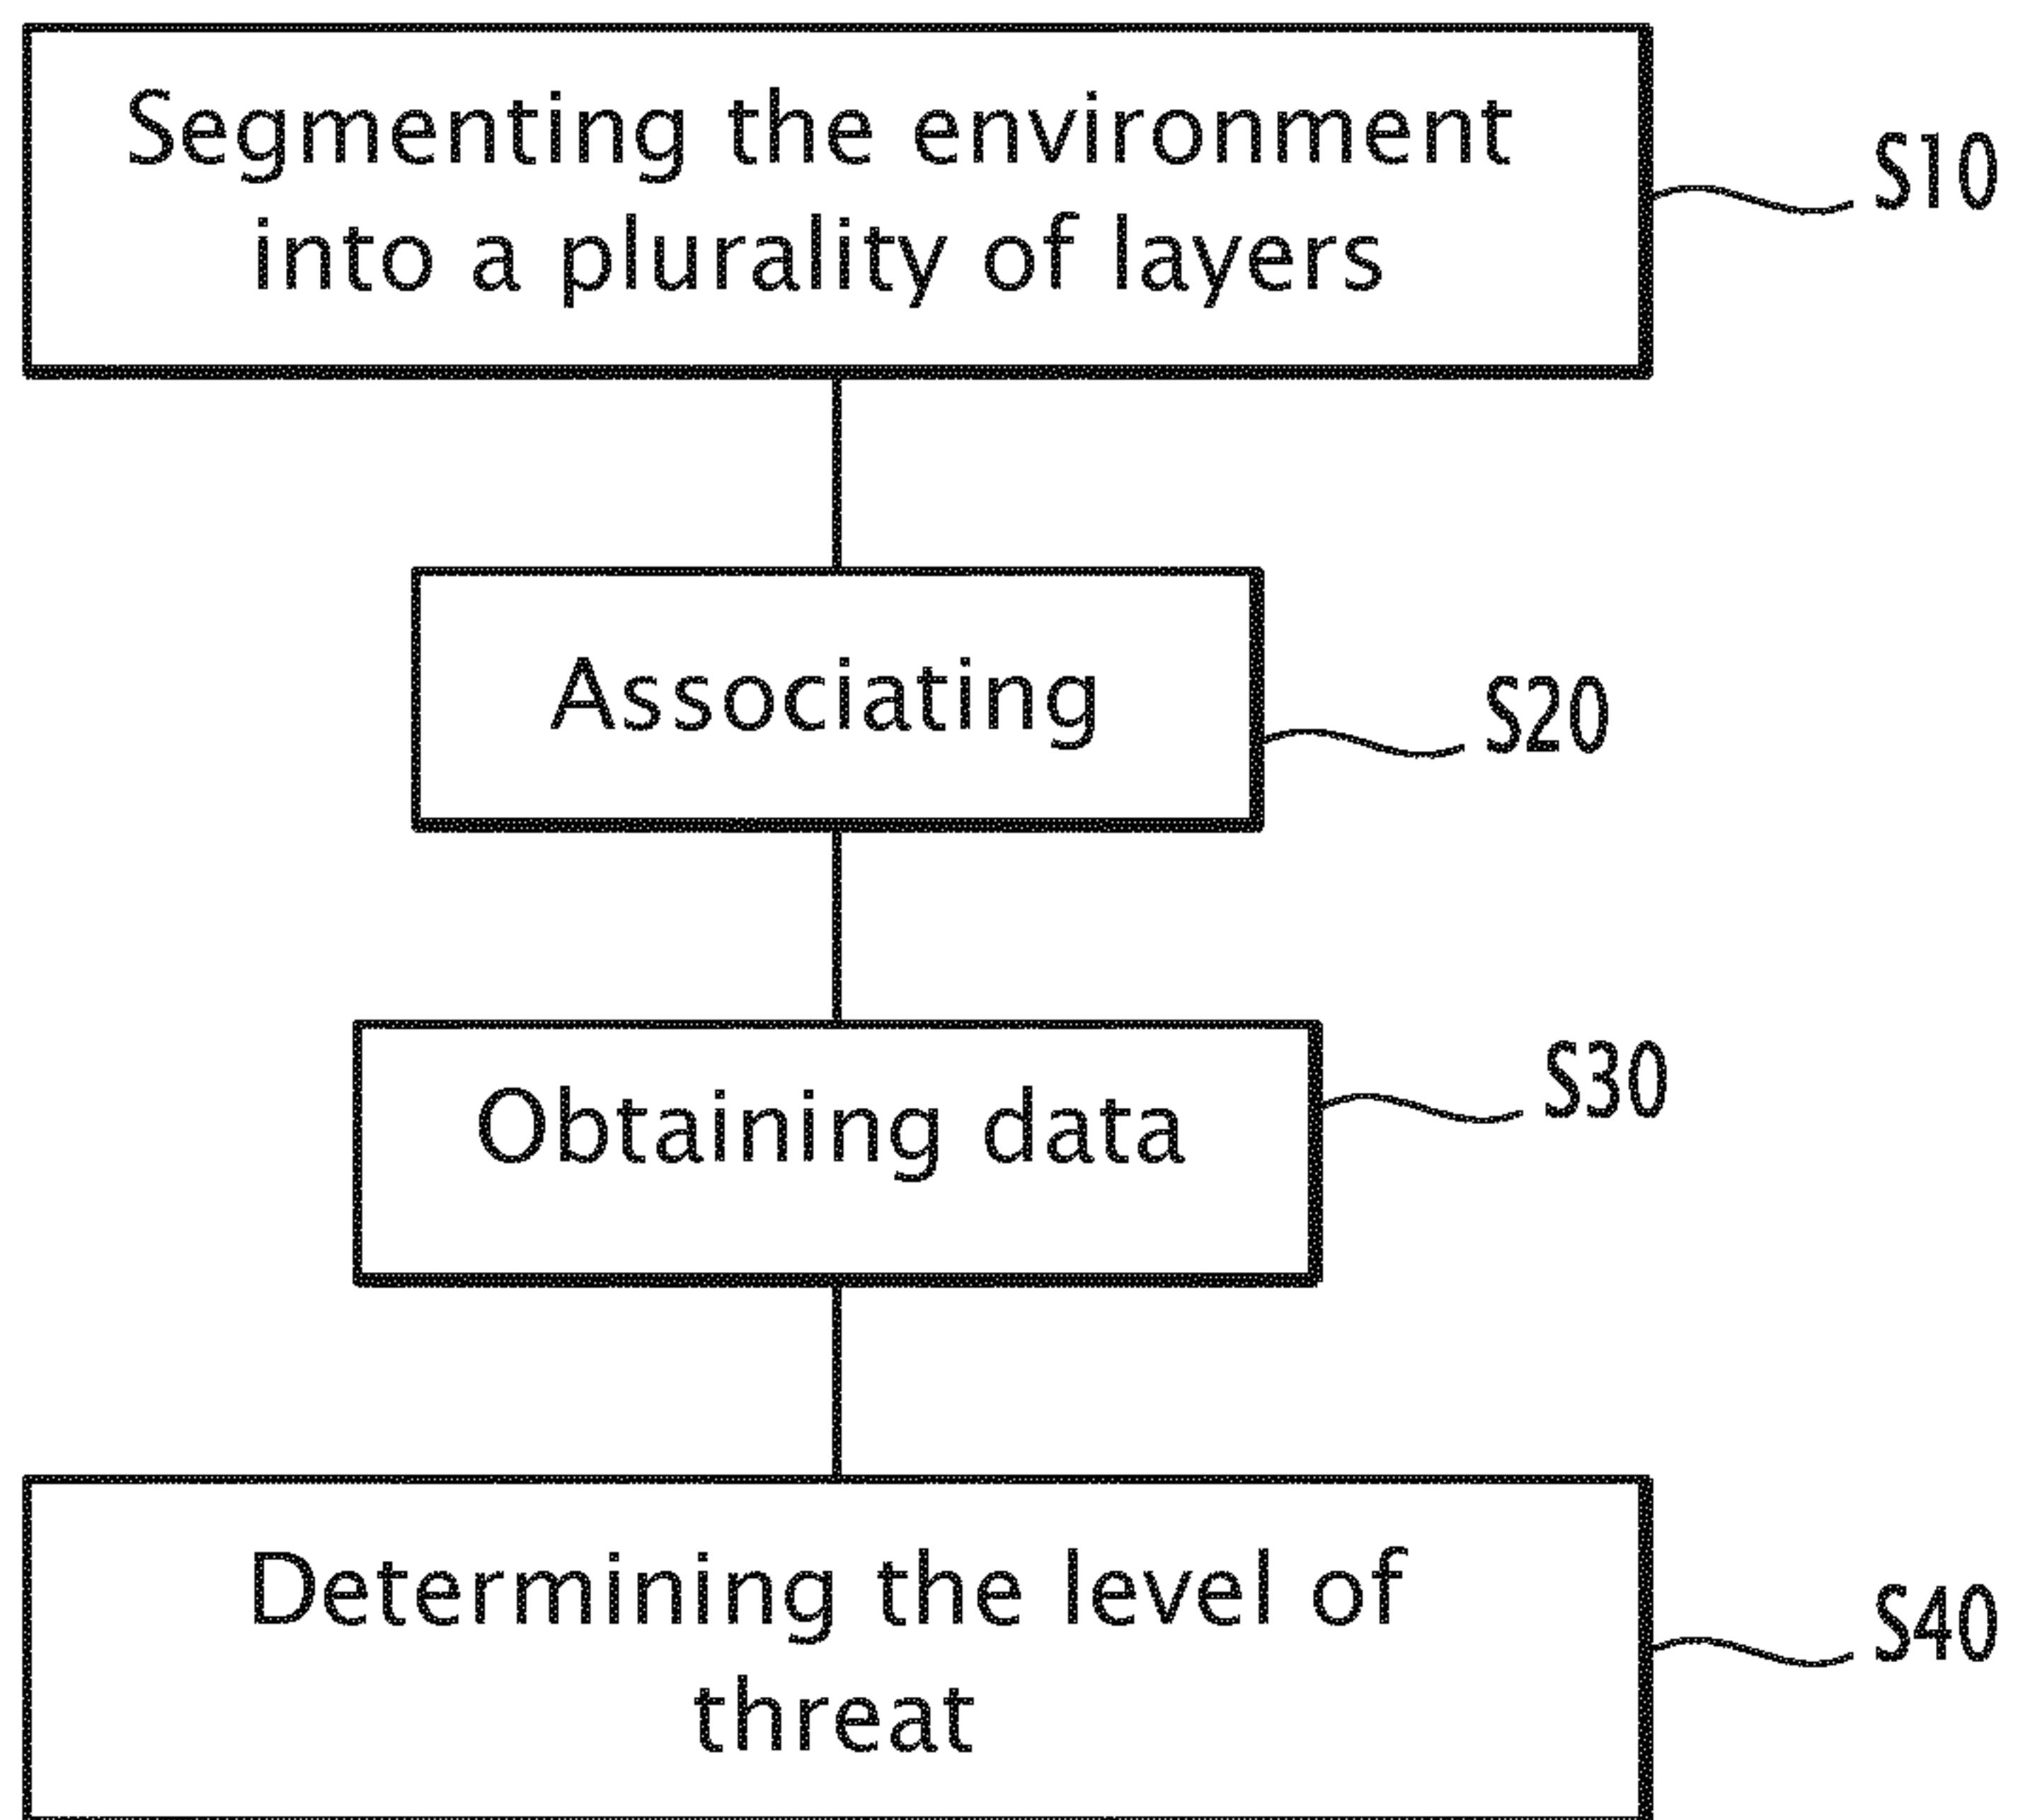 Segmenting the environment
into a plurality of layers
S10
Associating
S20
Obtaining data
S30
Determining the level of
threat
S40